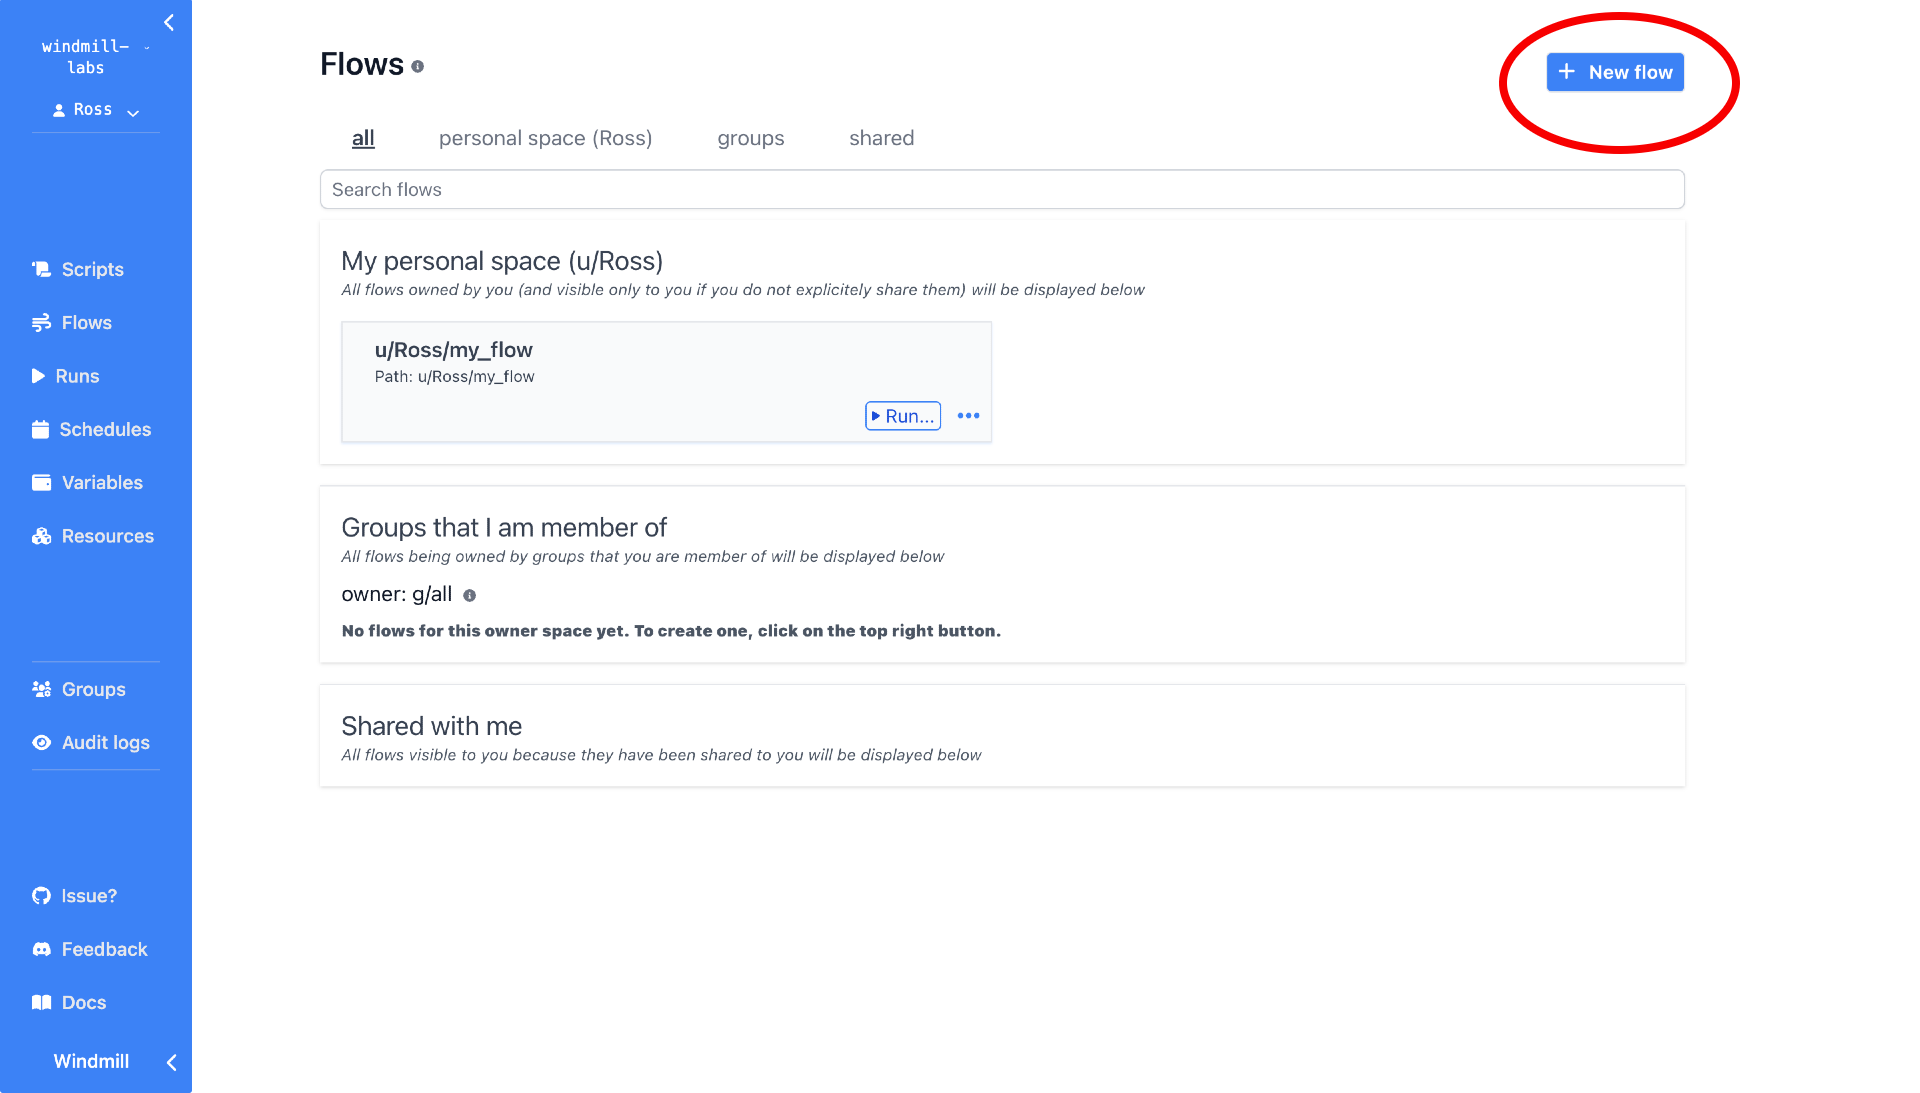 windmill-
labs
Ross
Scripts
Flows
Runs
Schedules
Variables
Resources
Groups
Audit logs
Issue?
Feedback
Docs
Windmill
Flows
New flow
all personal space (Ross) groups shared
Search flows
My personal space (u/Ross)
All flows owned by you (and visible only to you if you do not explicitely share them) will be displayed below
u/Ross/my_flow
Path: u/Ross/my_flow
Run...
Groups that I am member of
All flows being owned by groups that you are member of will be displayed below
owner: g/all
No flows for this owner space yet. To create one, click on the top right button.
Shared with me
All flows visible to you because they have been shared to you will be displayed below